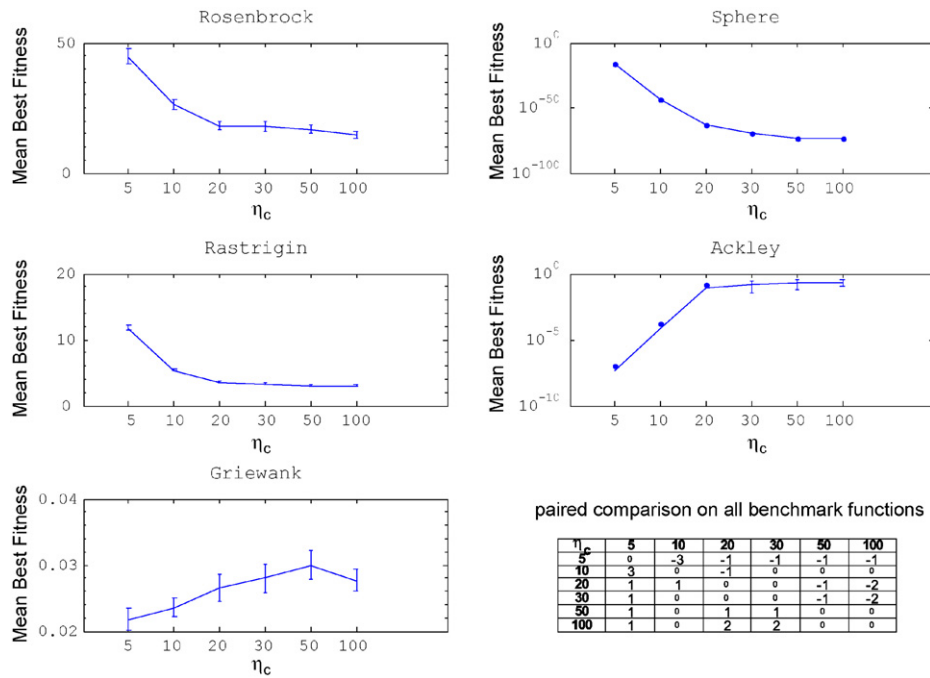 Rosenbrock
Mean Best Fitness
50
0
5 10 20 30 50 100
ηc
Sphere
Mean Best Fitness
10^0
10^-50
10^-100
5 10 20 30 50 100
ηc
Rastrigin
Mean Best Fitness
20
10
0
5 10 20 30 50 100
ηc
Ackley
Mean Best Fitness
10^0
10^-5
10^-10
5 10 20 30 50 100
ηc
Griewank
Mean Best Fitness
0.04
0.03
0.02
5 10 20 30 50 100
ηc
paired comparison on all benchmark functions
ηc 5 10 20 30 50 100
5 0 -3 -1 -1 -1 -1
10 3 0 -1 0 0 0
20 1 1 0 0 -1 -2
30 1 0 0 0 -1 -2
50 1 0 1 1 0 0
100 1 0 2 2 0 0